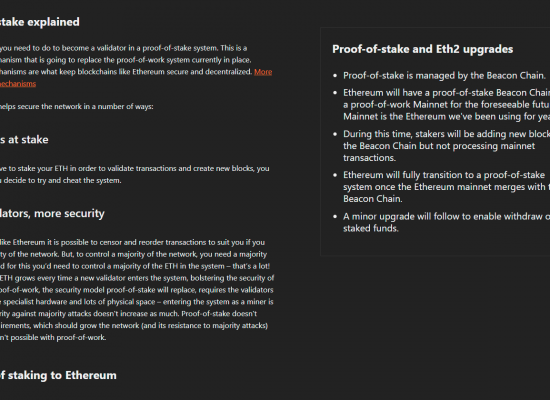 stake explained
you need to do to become a validator in a proof-of-stake system. This is a
hanism that is going to replace the proof-of-work system currently in place.
hanisms are what keep blockchains like Ethereum secure and decentralized. More
mechanisms
helps secure the network in a number of ways:
s at stake
ve to stake your ETH in order to validate transactions and create new blocks, you
u decide to try and cheat the system.
dators, more security
like Ethereum it is possible to censor and reorder transactions to suit you if you
ity of the network. But, to control a majority of the network, you need a majority
d for this you'd need to control a majority of the ETH in the system – that's a lot!
ETH grows every time a new validator enters the system, bolstering the security of
oof-of-work, the security model proof-of-stake will replace, requires the validators
e specialist hardware and lots of physical space – entering the system as a miner is
rity against majority attacks doesn't increase as much. Proof-of-stake doesn't
irements, which should grow the network (and its resistance to majority attacks)
n't possible with proof-of-work.
of staking to Ethereum
Proof-of-stake and Eth2 upgrades
• Proof-of-stake is managed by the Beacon Chain.
• Ethereum will have a proof-of-stake Beacon Chain
a proof-of-work Mainnet for the foreseeable futu
Mainnet is the Ethereum we've been using for yea
• During this time, stakers will be adding new block
the Beacon Chain but not processing mainnet
transactions.
• Ethereum will fully transition to a proof-of-stake
system once the Ethereum mainnet merges with t
Beacon Chain.
• A minor upgrade will follow to enable withdraw o
staked funds.